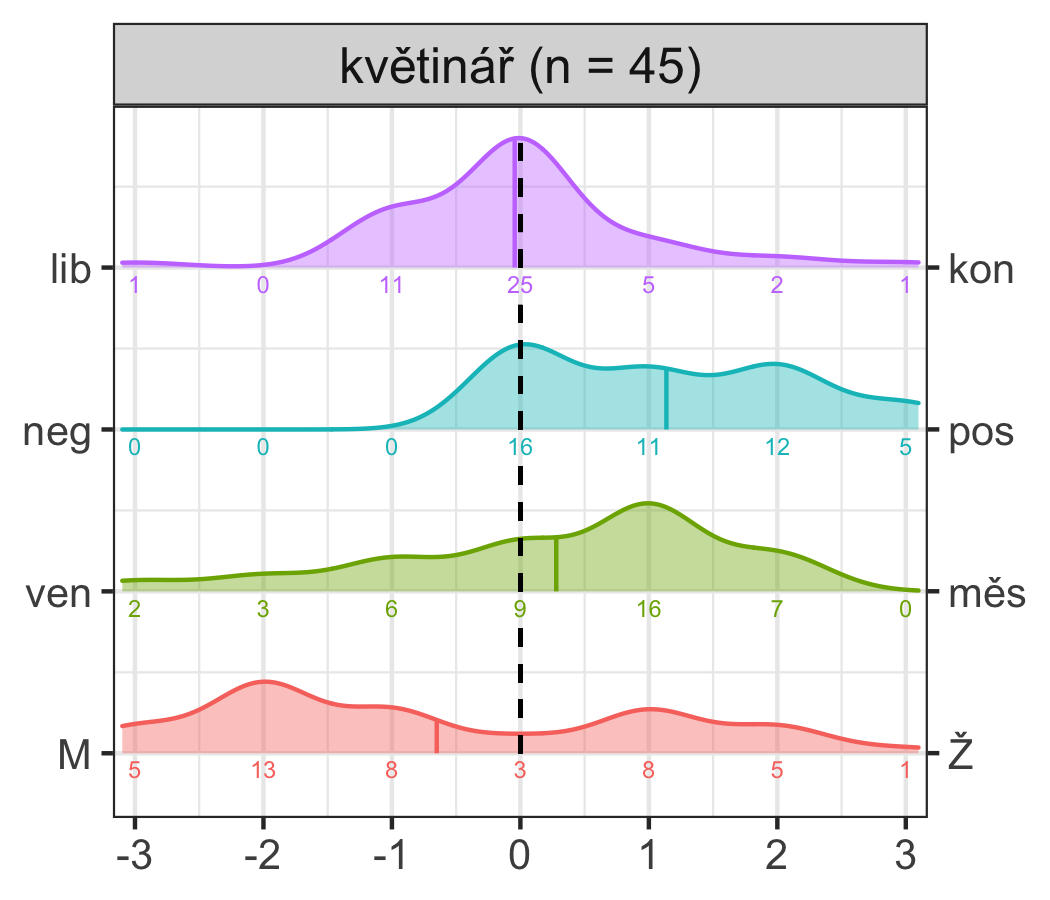 květinář (n = 45)
lib kon
1 0 11 25 5 2 1
neg pos
0 0 0 16 11 12 5
ven měs
2 3 6 9 16 7 0
M Ž
5 13 8 3 8 5 1
-3 -2 -1 0 1 2 3